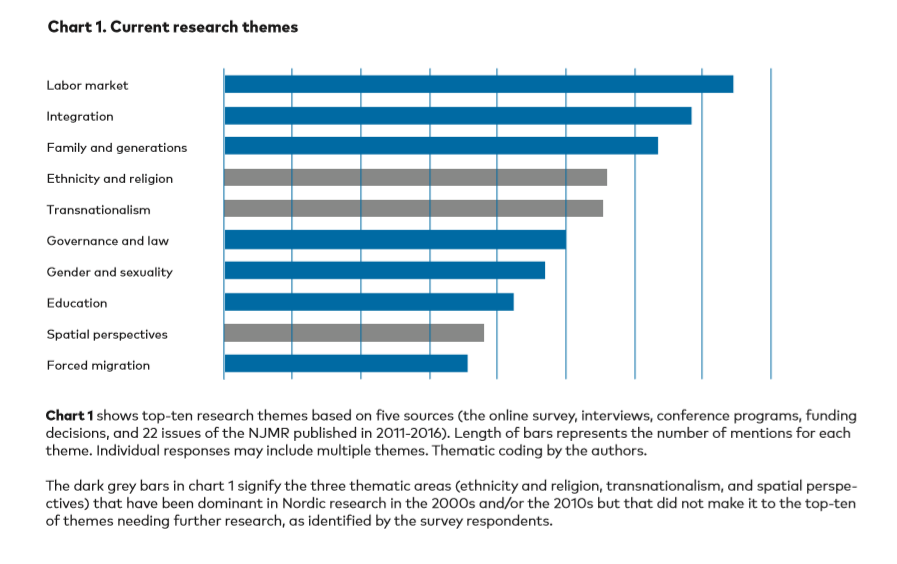 Chart 1. Current research themes
Labor market
Integration
Family and generations
Ethnicity and religion
Transnationalism
Governance and law
Gender and sexuality
Education
Spatial perspectives
Forced migration
Chart 1 shows top-ten research themes based on five sources (the online survey, interviews, conference programs, funding
decisions, and 22 issues of the NJMR published in 2011-2016). Length of bars represents the number of mentions for each
theme. Individual responses may include multiple themes. Thematic coding by the authors.
The dark grey bars in chart 1 signify the three thematic areas (ethnicity and religion, transnationalism, and spatial perspe-
ctives) that have been dominant in Nordic research in the 2000s and/or the 2010s but that did not make it to the top-ten
of themes needing further research, as identified by the survey respondents.